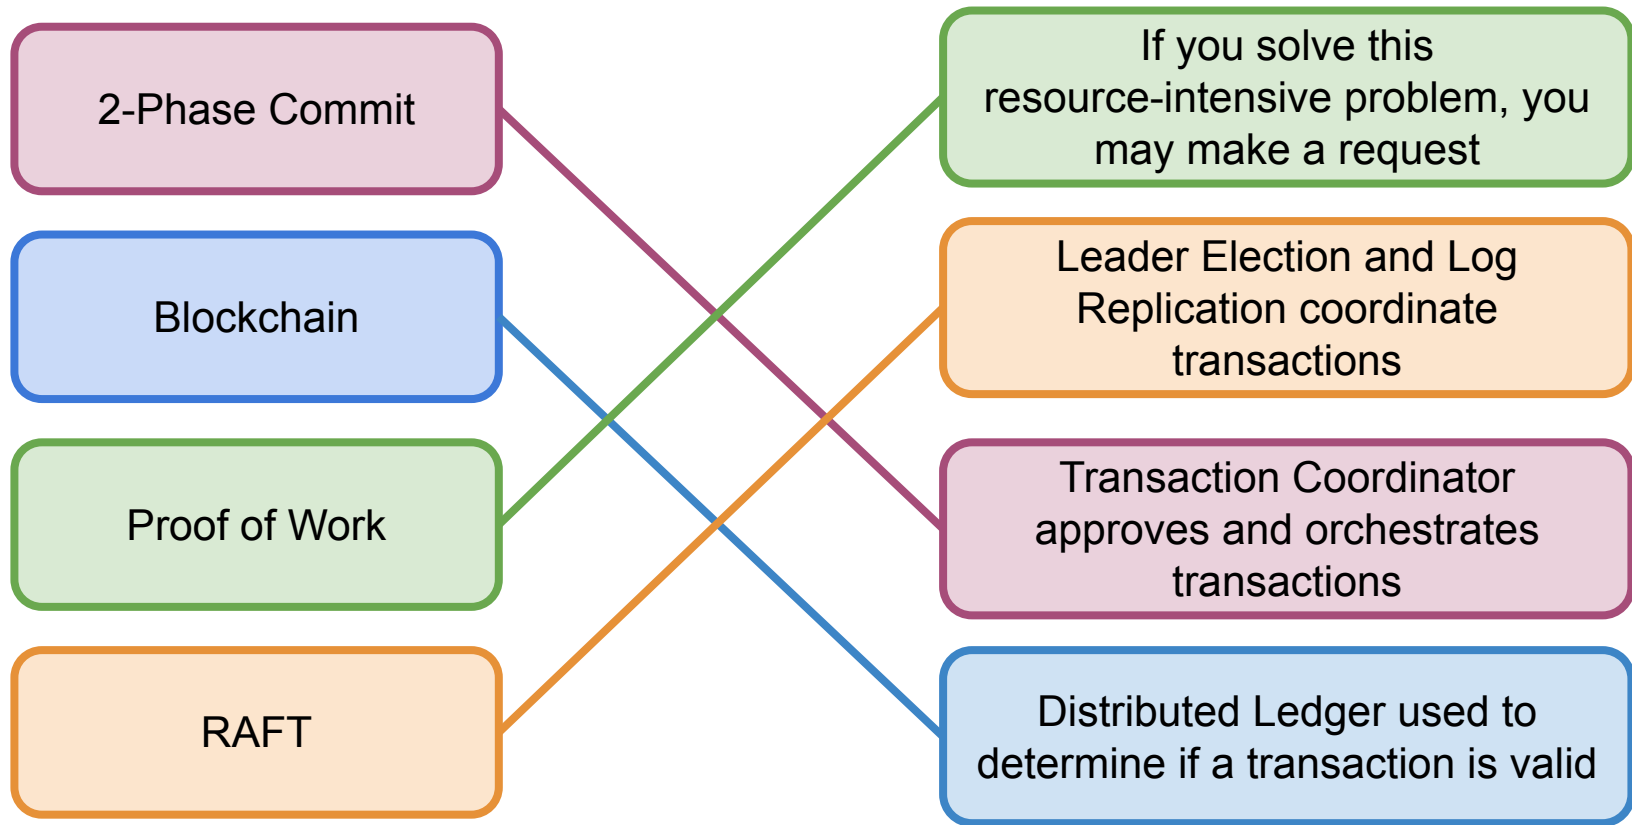 2-Phase Commit
Blockchain
Proof of Work
RAFT
If you solve this
resource-intensive problem, you
may make a request
Leader Election and Log
Replication coordinate
transactions
Transaction Coordinator
approves and orchestrates
transactions
Distributed Ledger used to
determine if a transaction is valid